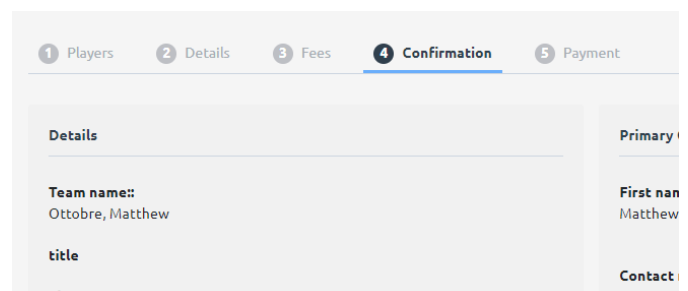 1 Players 2 Details 3 Fees 4 Confirmation 5 Payment
Details
Primary
Team name::
First
Ottobre, Matthew
Matthew
title
Contact